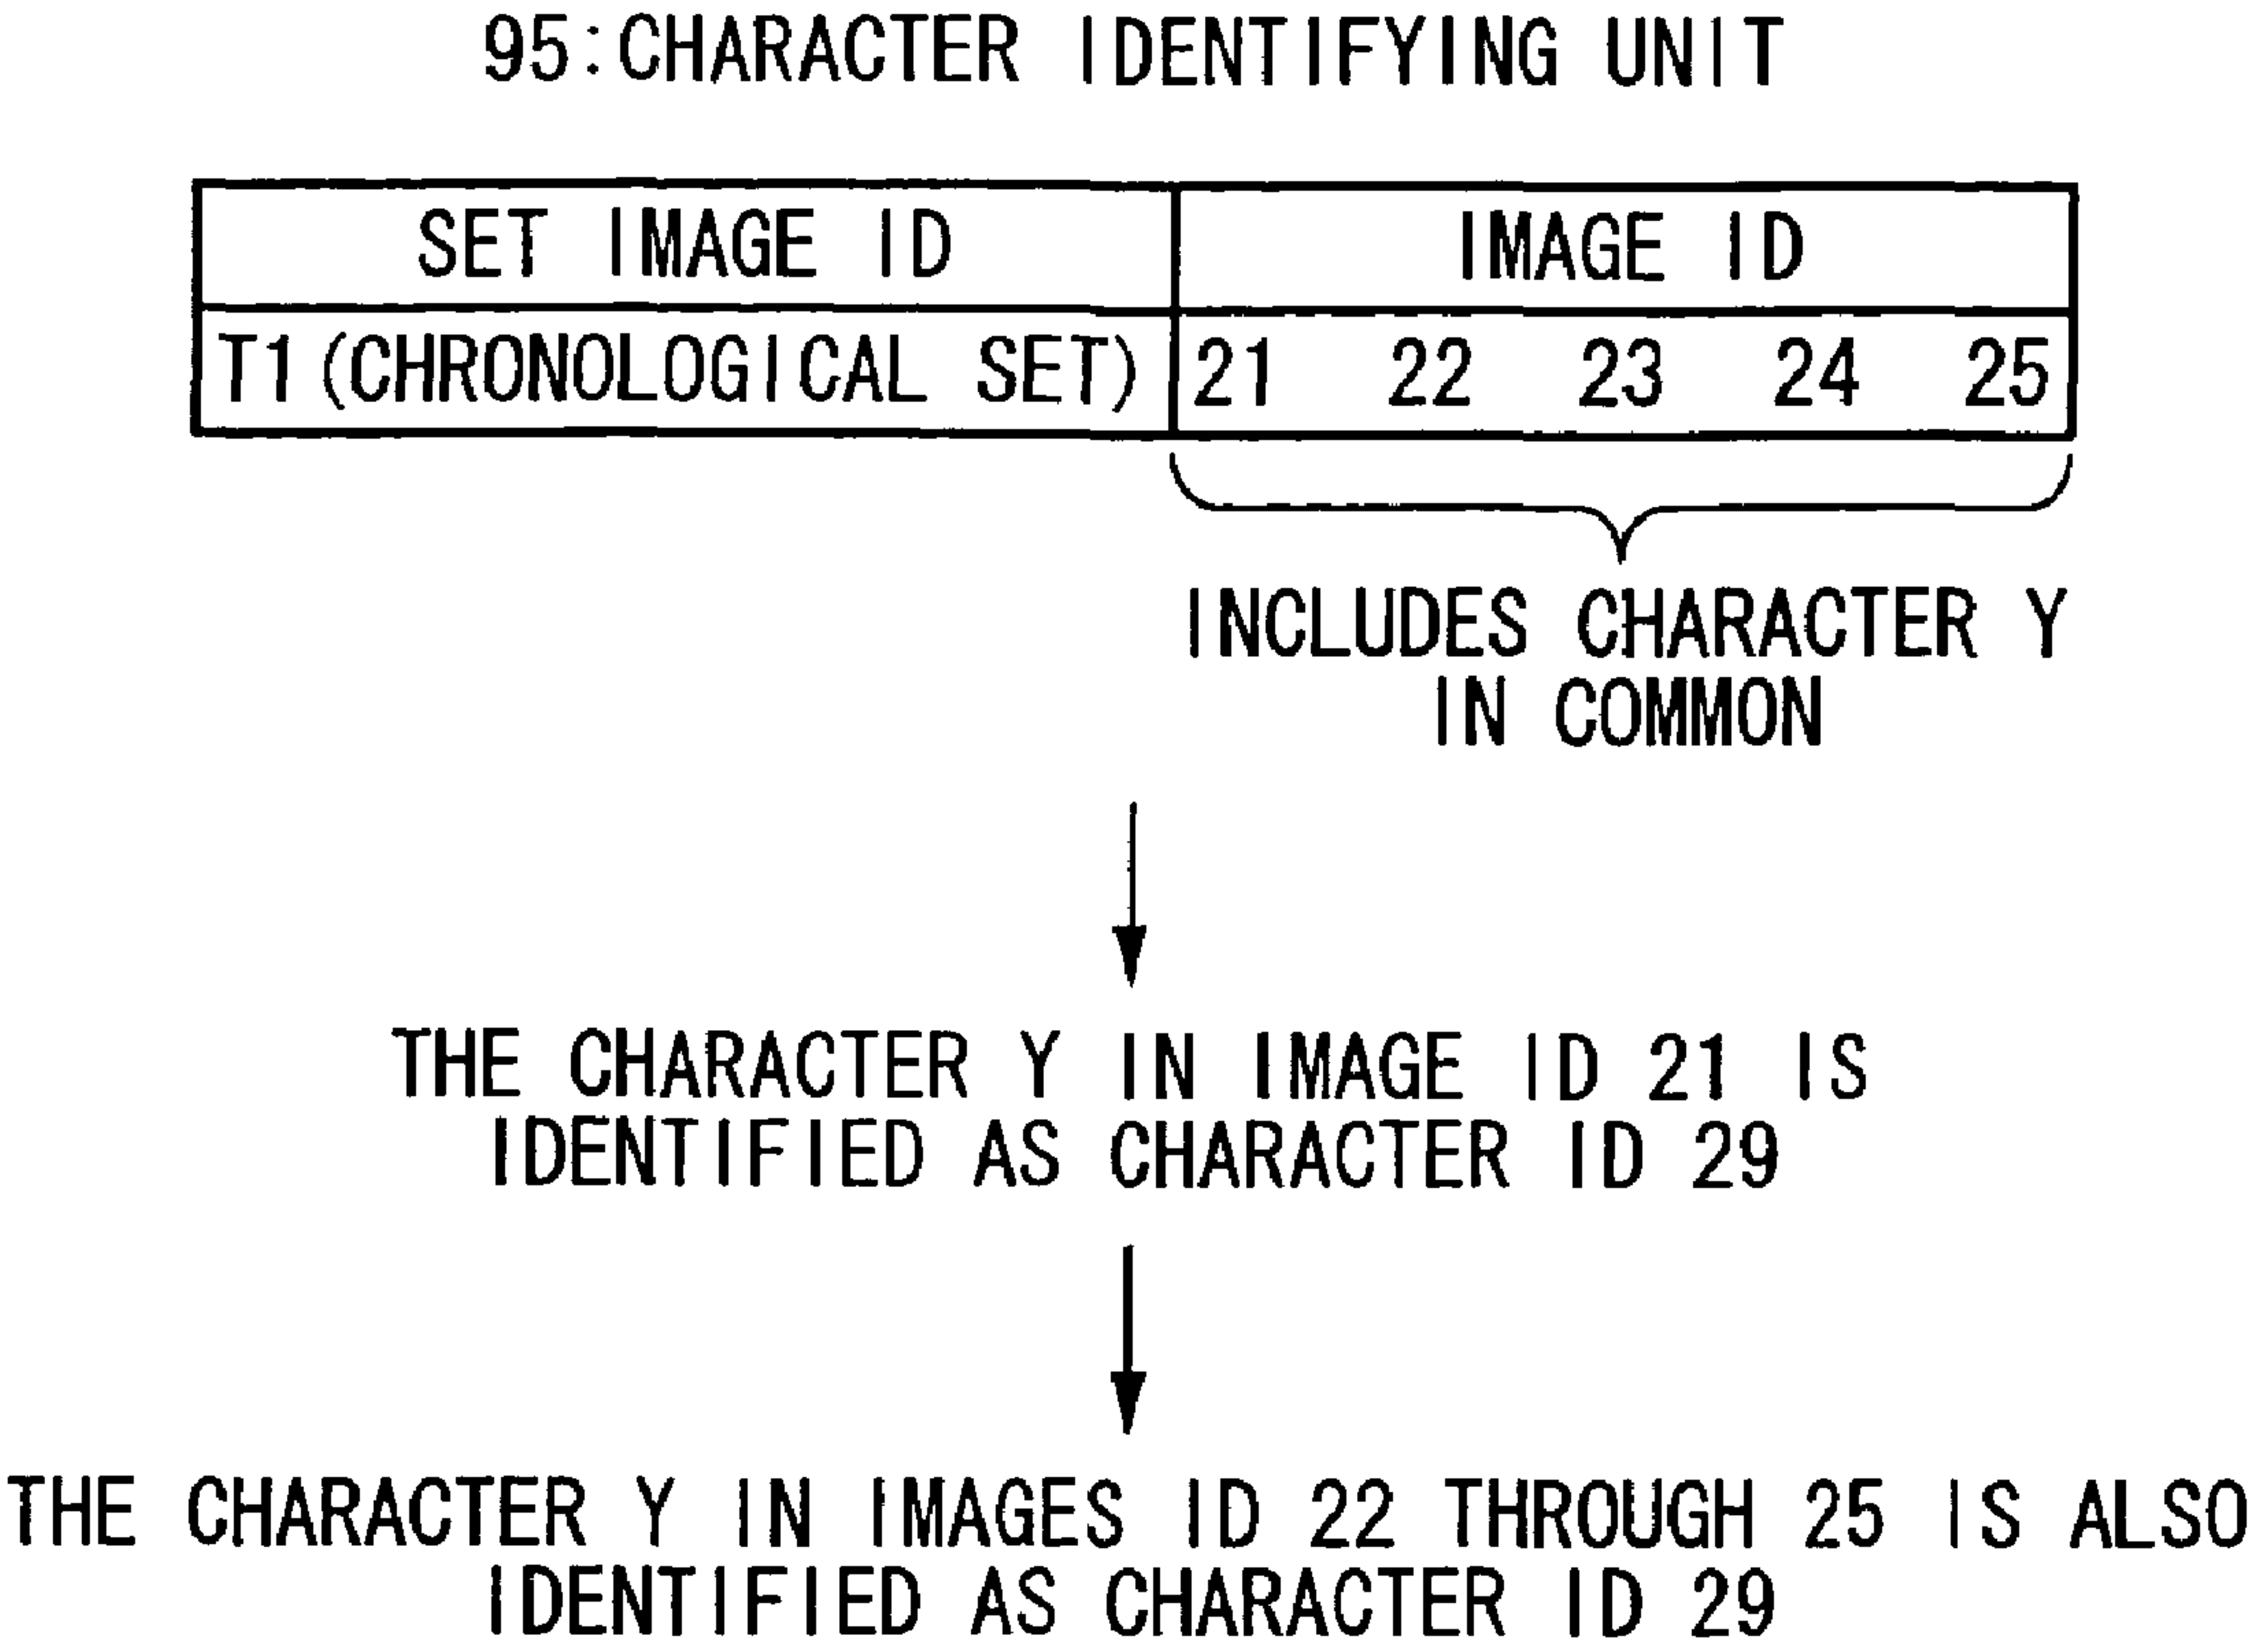 95:CHARACTER IDENTIFYING UNIT
SET IMAGE ID IMAGE ID
T1(CHRONOLOGICAL SET) 21 22 23 24 25
INCLUDES CHARACTER Y
IN COMMON
THE CHARACTER Y IN IMAGE ID 21 IS
IDENTIFIED AS CHARACTER ID 29
THE CHARACTER Y IN IMAGES ID 22 THROUGH 25 IS ALSO
IDENTIFIED AS CHARACTER ID 29